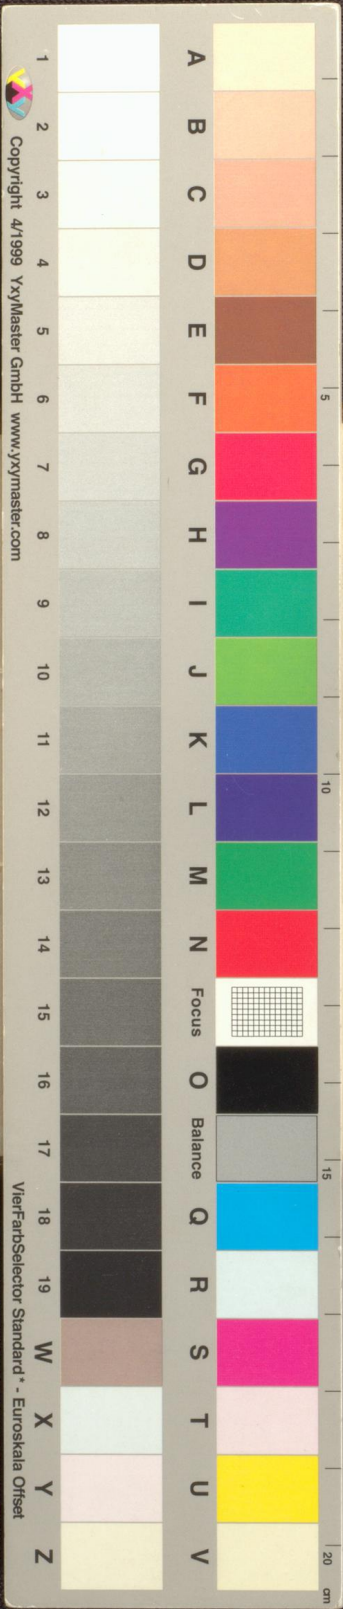 A B C D E F G H I J K L M N Focus O Balance Q R S T U V
5 10 15 20 cm
1 2 3 4 5 6 7 8 9 10 11 12 13 14 15 16 17 18 19 W X Y Z
YXY
Copyright 4/1999 YxyMaster GmbH www.yxymaster.com
VierFarbSelector Standard* - Euroskala Offset